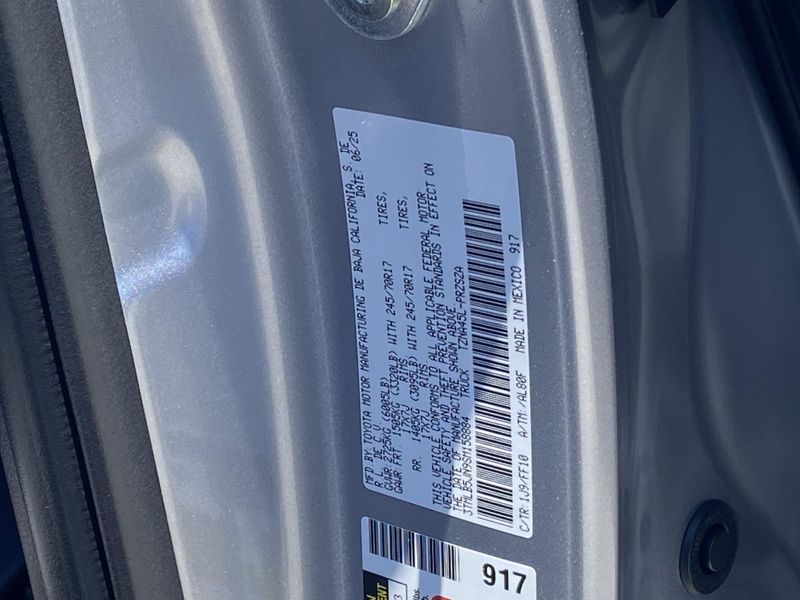 MFD.BY:TOYOTA MOTOR MANUFACTURING DE BAJA CALIFORNIA, S DE
R L DE C V DATE: 06/25
GVWR 2725KG (6005LB)
GAWR FRT. 1505KG (3320LB) WITH 245/70R17 TIRES,
17X7J RIMS
RR. 1405KG (3095LB) WITH 245/70R17 TIRES,
17X7J RIMS
THIS VEHICLE CONFORMS TO ALL APPLICABLE FEDERAL MOTOR
VEHICLE SAFETY AND THEFT PREVENTION STANDARDS IN EFFECT ON
THE DATE OF MANUFACTURE SHOWN ABOVE
3TMLB5JN9SM158884 TRUCK TZNA45L-PRZSZA
C/TR:1J9/FF10 A/TM:/AL80F MADE IN MEXICO 917
917